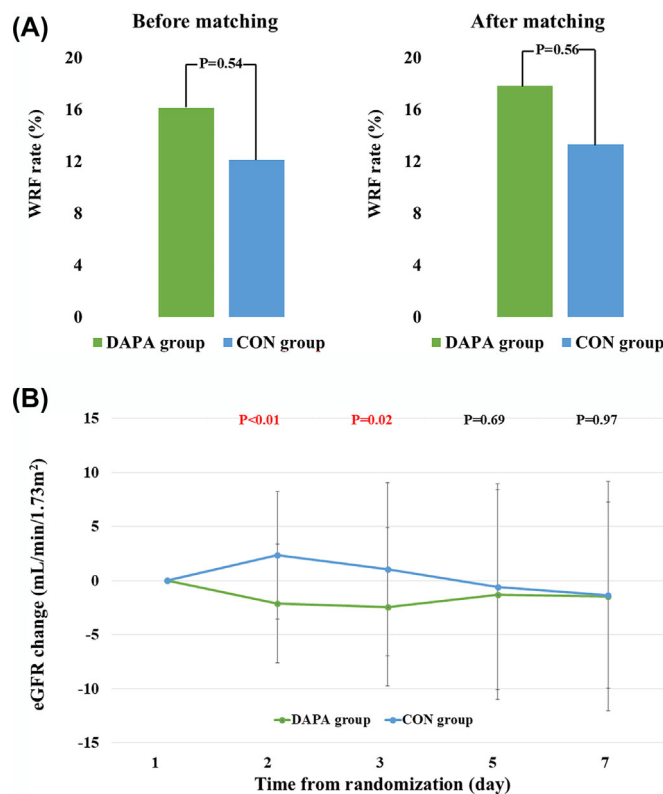 (A)
Before matching
After matching
20
16
12
8
4
0
WRF rate (%)
P=0.54
DAPA group
CON group
20
16
12
8
4
0
WRF rate (%)
P=0.56
DAPA group
CON group
(B)
15
10
5
0
-5
-10
-15
eGFR change (mL/min/1.73m²)
P<0.01
P=0.02
P=0.69
P=0.97
DAPA group
CON group
1
2
3
5
7
Time from randomization (day)